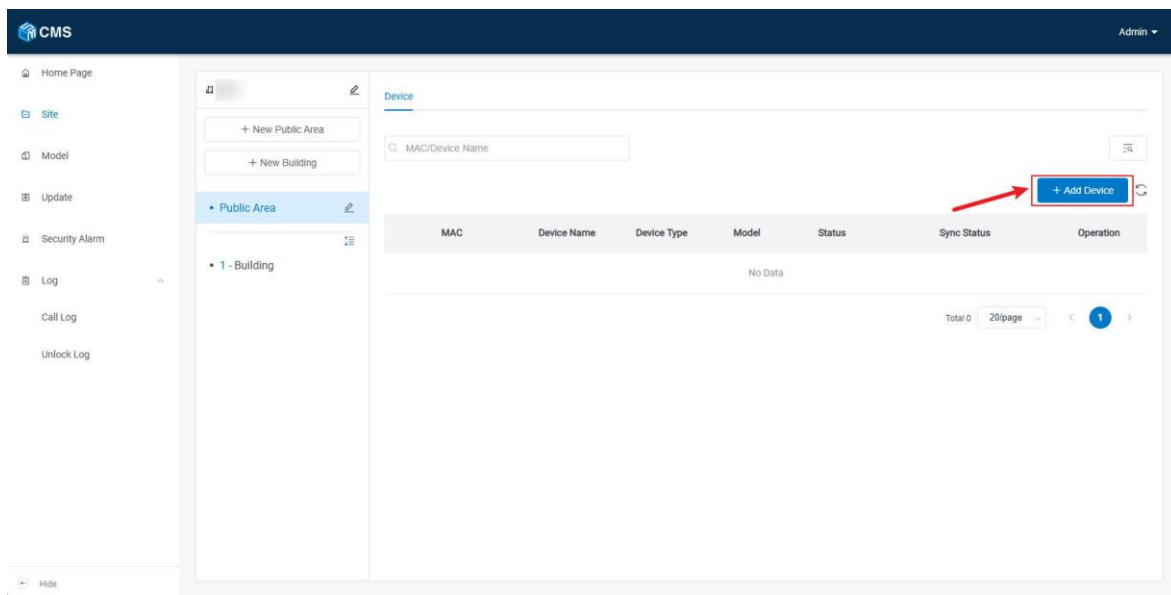 CMS
Admin
Home Page
Site
Model
Update
Security Alarm
Log
Call Log
Unlock Log
Hide
+ New Public Area
+ New Building
• Public Area
• 1 - Building
Device
MAC/Device Name
+ Add Device
MAC Device Name Device Type Model Status Sync Status Operation
No Data
Total 0 20/page < 1 >